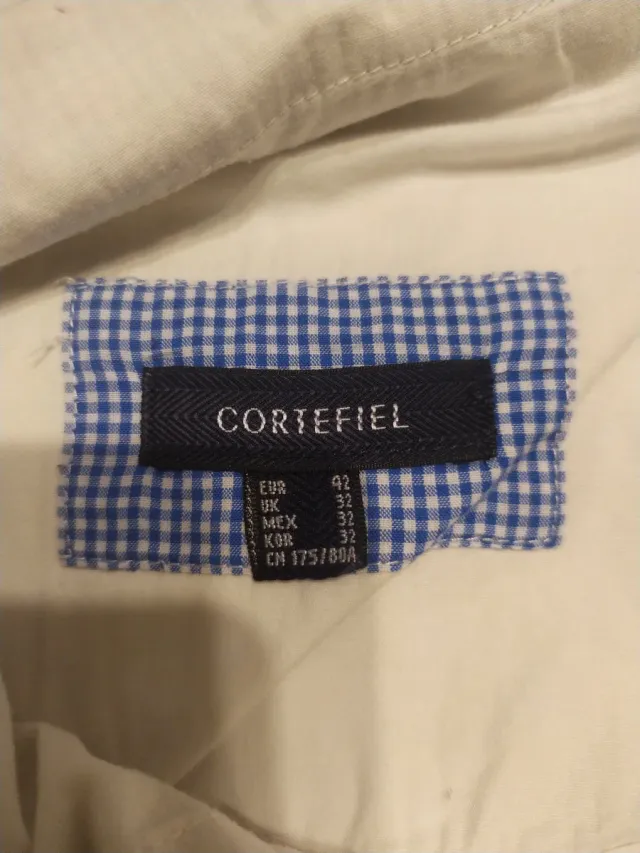 CORTEFIEL
EUR 42
UK 32
MEX 32
KOR 32
CN 175/80A